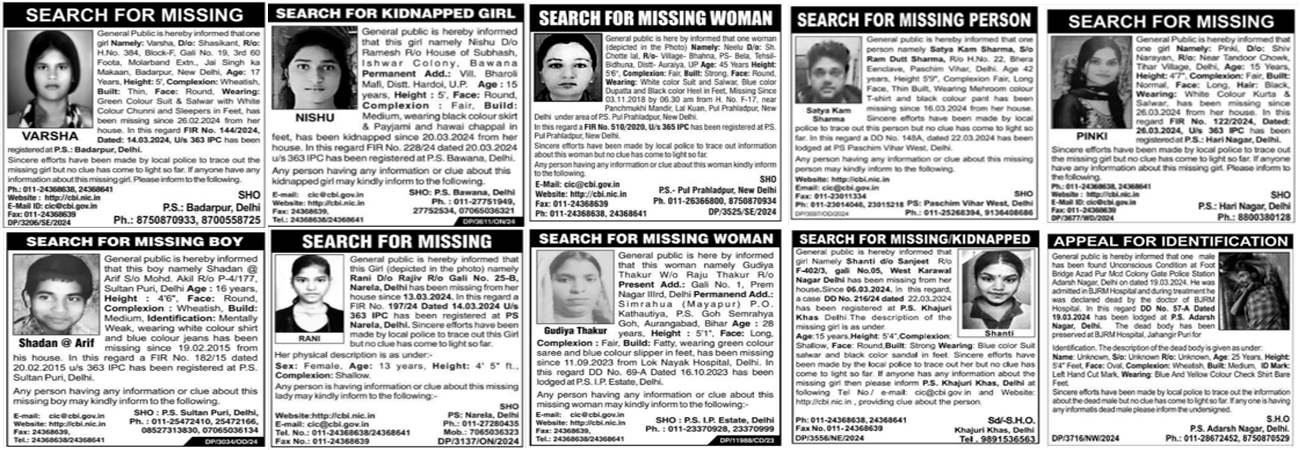 SEARCH FOR MISSING
VARSHA
General Public is hereby informed that one
girl Namely: Varsha, D/o: Shasikant, R/o:
H.No. 384, Block-F, Gali No. 19, 3rd 60
Foota, Molarband Extn., Jai Singh ka
Makaan, Badarpur, New Delhi, Age: 17
Years, Height: 5', Complexion: Wheatish,
Built: Thin, Face: Round, Wearing:
Green Colour Suit & Salwar with White
Colour Chunni and Sleepers in Feet, has
been missing since 26.02.2024 from her
house. In this regard FIR No. 144/2024,
Dated: 14.03.2024, U/s 363 IPC has been
registered at P.S.: Badarpur, Delhi.
Sincere efforts have been made by local police to trace out the
missing girl but no clue has come to light so far. If anyone have any
information about this missing girl. Please inform to the following.
Ph: 011-24368638, 24368641
Website : http://cbi.nic.in
E-Mail ID: cic@cbi.gov.in
Fax: 011-24368639
DP/3206/SE/2024
SHO
P.S.: Badarpur, Delhi
Ph.: 8750870933, 8700558725
SEARCH FOR KIDNAPPED GIRL
NISHU
General Public is hereby informed that
this girl namely Nishu D/o
Ramesh R/o House of Subhash,
Ishwar Colony, Bawana
Permanent Add.: Vill. Bharoli
Mafi, Distt. Hardoi, U.P. Age : 15
years, Height : 5', Face: Round,
Complexion : Fair, Build:
Medium, wearing black colour skirt
& Payjami and hawai chappil in
feet, has been kidnapped since 20.03.2024 from her
house. In this regard FIR No. 228/24 dated 20.03.2024
u/s 363 IPC has been registered at P.S. Bawana, Delhi.
Any person having any information or clue about this
kidnapped girl may kindly inform to the following.
E-mail: cic@cbi.gov.in
Website: http://cbi.nic.in
Fax: 24368639,
Tel.: 24368638/24368641
SHO: P.S. Bawana, Delhi
Ph.: 011-27751949,
27752534, 07065036321
DP/3611/ON/24
SEARCH FOR MISSING WOMAN
General Public is here by informed that one woman
(depicted in the Photo) Namely: Neelu D/o: Sh.
Chotte lal, R/o- Village- Bhahna, PS- Bela, Tehsil-
Bidhuna, Distt- Auraiya, UP Age: 45 Years Height:
5'6", Complexion: Fair, Built: Strong, Face: Round,
Wearing: White color Suit and Salwar, Blue color
Dupatta and Black color Heel in Feet, Missing Since
03.11.2018 by 06.30 am from H. No. F-17, near
Panchmukhi Mandir, Lal Kuan, Pul Prahladpur, New
Delhi under area of PS. Pul Prahladpur, New Delhi.
In this regard FIR No. 510/2020, U/s 365 IPC has been registered at P.S.
Pul Prahladpur, New Delhi.
Sincere efforts have been made by local police to trace out information
about this woman but no clue has come to light so far.
Any person having any information or clue about this woman kindly inform
to the following.
E-Mail: cic@cbi.gov.in
Website: http://cbi.nic.in
Fax: 011-24368639
Ph: 011-24368638, 24368641
SHO
P.S.- Pul Prahladpur, New Delhi
Ph: 011-26366800, 8750870934
DP/3525/SE/2024
SEARCH FOR MISSING PERSON
Satya Kam
Sharma
General Public is hereby informed that one
person namely Satya Kam Sharma, S/o
Ram Dutt Sharma, R/o H.No. 22, Bhera
Eenclave, Paschim Vihar, Delhi. Age 42
years, Height 5'9", Complexion Fair, Long
Face, Thin Built, Wearing Mehroom colour
T-shirt and black colour pant has been
missing since 16.03.2024 from her house.
Sincere efforts have been made by local
police to trace out this person but no clue has come to light so
far. In this regard a DD No. 148A, dated 22.03.2024 has been
lodged at PS Paschim Vihar West, Delhi.
Any person having any information or clue about this missing
person may kindly inform to the following.
Website: http://cbi.nic.in
Email: cic@cbi.gov.in
Fax: 011-23011334
Ph: 011-23014046, 23015218
SHO
PS: Paschim Vihar West, Delhi
Ph.: 011-25268394, 9136408686
SEARCH FOR MISSING
PINKI
General Public is hereby informed that
one girl Namely: Pinki, D/o: Shiv
Narayan, R/o: Near Tandoor Chowk,
Tihar Village, Delhi, Age: 15 Years,
Height: 4'7", Complexion: Fair, Built:
Normal, Face: Long, Hair: Black,
Wearing: White Colour Kurta &
Salwar, has been missing since
26.03.2024 from her house. In this
regard FIR No. 122/2024, Dated:
26.03.2024, U/s 363 IPC has been
registered at P.S.: Hari Nagar, Delhi.
Sincere efforts have been made by local police to trace out
the missing girl but no clue has come to light so far. If anyone
have any information about this missing girl. Please inform to
the following.
Ph: 011-24368638, 24368641
Website: http://cbi.nic.in
E-Mail ID: cic@cbi.gov.in
Fax: 011-24368639
DP/3677/WD/2024
SHO
P.S.: Hari Nagar, Delhi
Ph.: 8800380128
SEARCH FOR MISSING BOY
Shadan @ Arif
General public is hereby informed
that this boy namely Shadan @
Arif S/o Mohd. Akil R/o P-4/177,
Sultan Puri, Delhi Age : 16 years,
Height : 4'6", Face: Round,
Complexion : Wheatish, Build:
Medium, Identification: Mentally
Weak, wearing white colour shirt
and blue colour jeans has been
missing since 19.02.2015 from
his house. In this regard a FIR No. 182/15 dated
20.02.2015 u/s 363 IPC has been registered at P.S.
Sultan Puri, Delhi.
Any person having any information or clue about this
missing boy may kindly inform to the following.
E-mail: cic@cbi.gov.in
Website: http://cbi.nic.in
Fax: 24368639,
Tel.: 24368638/24368641
SHO : P.S. Sultan Puri, Delhi,
Ph. : 011-25472410, 25472166,
08527313830, 07065036134
DP/3034/OD/24
SEARCH FOR MISSING
RANI
General Public is hereby informed that
this Girl (depicted in the photo) namely
Rani D/o Rajiv R/o Gali No. 25-B,
Narela, Delhi has been missing from her
house since 13.03.2024. In this regard a
FIR No. 197/24 Dated 14.03.2024 U/s
363 IPC has been registered at PS
Narela, Delhi. Sincere efforts have been
made by local police to trace out this Girl
but no clue has come to light so far.
Her physical description is as under:-
Sex: Female, Age: 13 years, Height: 4' 5" ft.,
Complexion: Shallow.
Any person is having information or clue about this missing
lady may kindly inform to the following:-
Website:http://cbi.nic.in
E-mail: cic@cbi.gov.in
Tel. No.: 011-24368638/24368641
Fax No.: 011-24368639
SHO
PS: Narela, Delhi
Ph: 011-27280435
Mob.: 7065036323
DP/3137/ON/2024
SEARCH FOR MISSING WOMAN
Gudiya Thakur
General public is here by informed
that this woman namely Gudiya
Thakur W/o Raju Thakur R/o
Present Add.: Gali No. 1, Prem
Nagar IIIrd, Delhi Permanend Add.:
Simrahua (Mayapur) P.O.
Kathautiya, P.S. Goh Semrahya
Goh, Aurangabad, Bihar Age : 28
years, Height : 5'1", Face: Long,
Complexion : Fair, Build: Fatty, wearing green colour
saree and blue colour slipper in feet, has been missing
since 11.09.2023 from Lok Nayak Hospital, Delhi. In
this regard DD No. 69-A Dated 16.10.2023 has been
lodged at P.S. I.P. Estate, Delhi.
Any person having any information or clue about this
missing woman may kindly inform to the following:-
E-mail: cic@cbi.gov.in
Website: http://cbi.nic.in
Fax: 011-24368639
Tel.: 24368638/24368641
SHO : P.S. I.P. Estate, Delhi
Ph. : 011-23370928, 23370999
DP/11988/CD/23
SEARCH FOR MISSING/KIDNAPPED
Shanti
General Public is hereby informed that
girl Namely Shanti d/o Sanjeet R/o
F-402/3, gali No.05, West Karawal
Nagar Delhi has been missing from her
house,Since 06.03.2024. In this regard,
a case DD No. 216/24 dated 22.03.2024
has been registered at P.S. Khajuri
Khas Delhi.The description of the
missing girl is as under.
Age:15 years,Height: 5'4",Complexion:
Shallow, Face: Round,Built: Strong Wearing: Blue color Suit
salwar and black color sandal in feet. Sincere efforts have
been made by the local police to trace out her but no clue has
come to light so far. If anyone has any information about the
missing girl then please inform P.S. Khajuri Khas, Delhi at
following Tel No./ e-mail:cic@cbi.gov.in and Website:
http://cbi.nic.in , providing clue about the person.
Ph: 011-24368638, 24368641
Fax No. 011-24368639
DP/3556/NE/2024
Sd/-S.H.O.
Khajuri Khas, Delhi
Tel . 9891536563
APPEAL FOR IDENTIFICATION
General public is hereby informed that one male
has been found Unconscious Condition at Foot
Bridge Azad Pur Mcd Colony Gate Police Station
Adarsh Nagar, Delhi on 19.03.2024. He was
admitted in BJRM Hospital and during treatment he
was declared dead by the doctor of BJRM
Hospital. In this regard DD No. 57-A Dated
19.03.2024 has been lodged at P.S. Adarsh
Nagar, Delhi. The dead body has been
preserved at BJRM Hospital, Jahangir Puri for
Identification. The description of the dead body is given as under:
Name: Unknown, S/o: Unknown R/o: Unknown, Age: 25 Years, Height:
5'4" Feet, Face: Oval, Complexion: Wheatish, Built: Medium, ID Mark:
Left Hand Cut Mark, Wearing: Blue And Yellow Colour Check Shirt Bare
Feet.
Sincere efforts have been made by local police to trace out the information
about the dead male but no clue has come to light so far. If any one is having
any informatis dead male please inform the undersigned.
S.H.O
P.S. Adarsh Nagar, Delhi
Ph.: 011-28672452, 8750870529
DP/3716/NW/2024